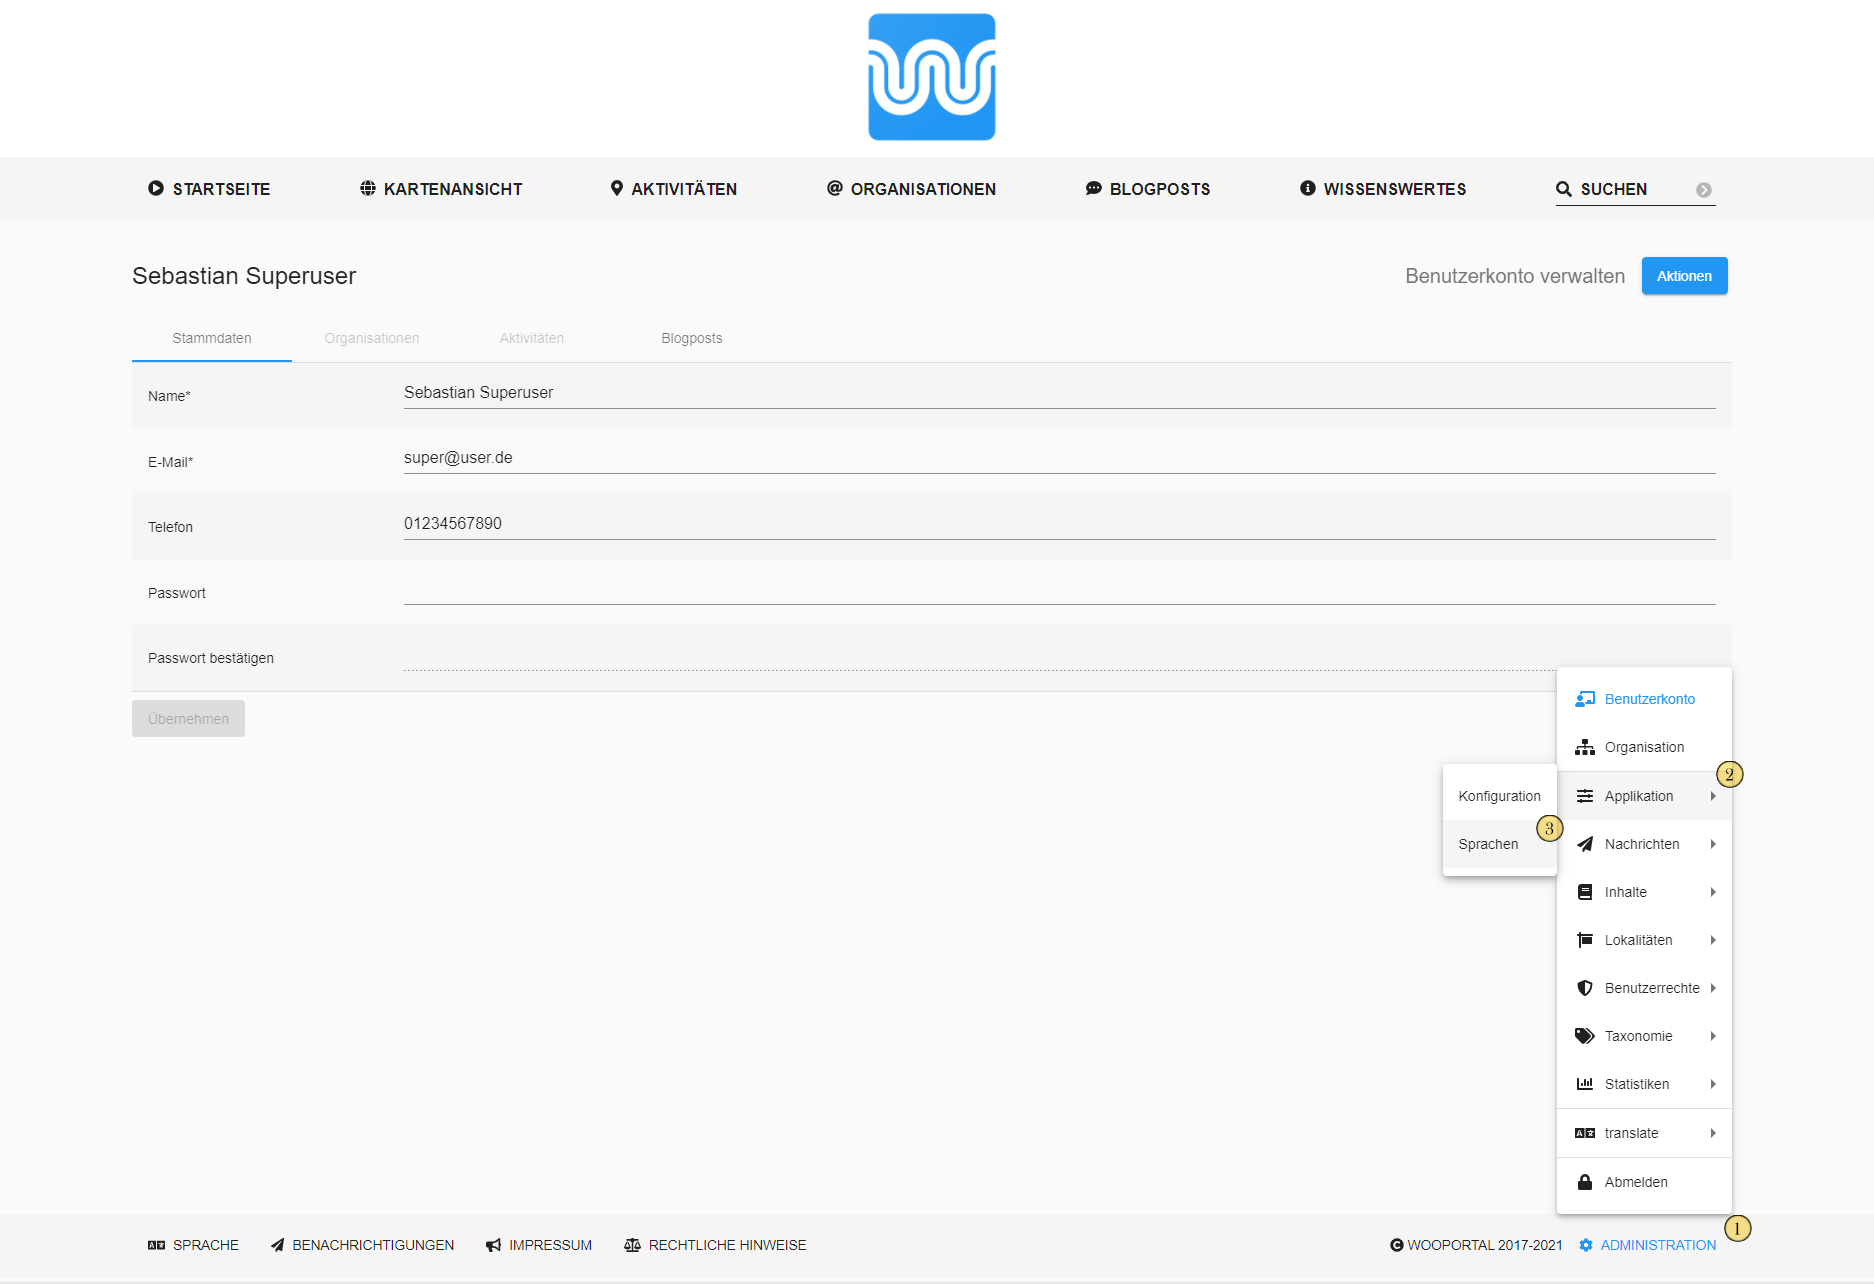 STARTSEITE KARTENANSICHT AKTIVITÄTEN ORGANISATIONEN BLOGPOSTS WISSENSWERTES SUCHEN
Sebastian Superuser Benutzerkonto verwalten Aktionen
Stammdaten Organisationen Aktivitäten Blogposts
Name* Sebastian Superuser
E-Mail* super@user.de
Telefon 01234567890
Passwort
Passwort bestätigen
Übernehmen
Benutzerkonto
Organisation
2
Applikation
Konfiguration
3
Sprachen
Nachrichten
Inhalte
Lokalitäten
Benutzerrechte
Taxonomie
Statistiken
translate
Abmelden
1
SPRACHE BENACHRICHTIGUNGEN IMPRESSUM RECHTLICHE HINWEISE WOOPORTAL 2017-2021 ADMINISTRATION